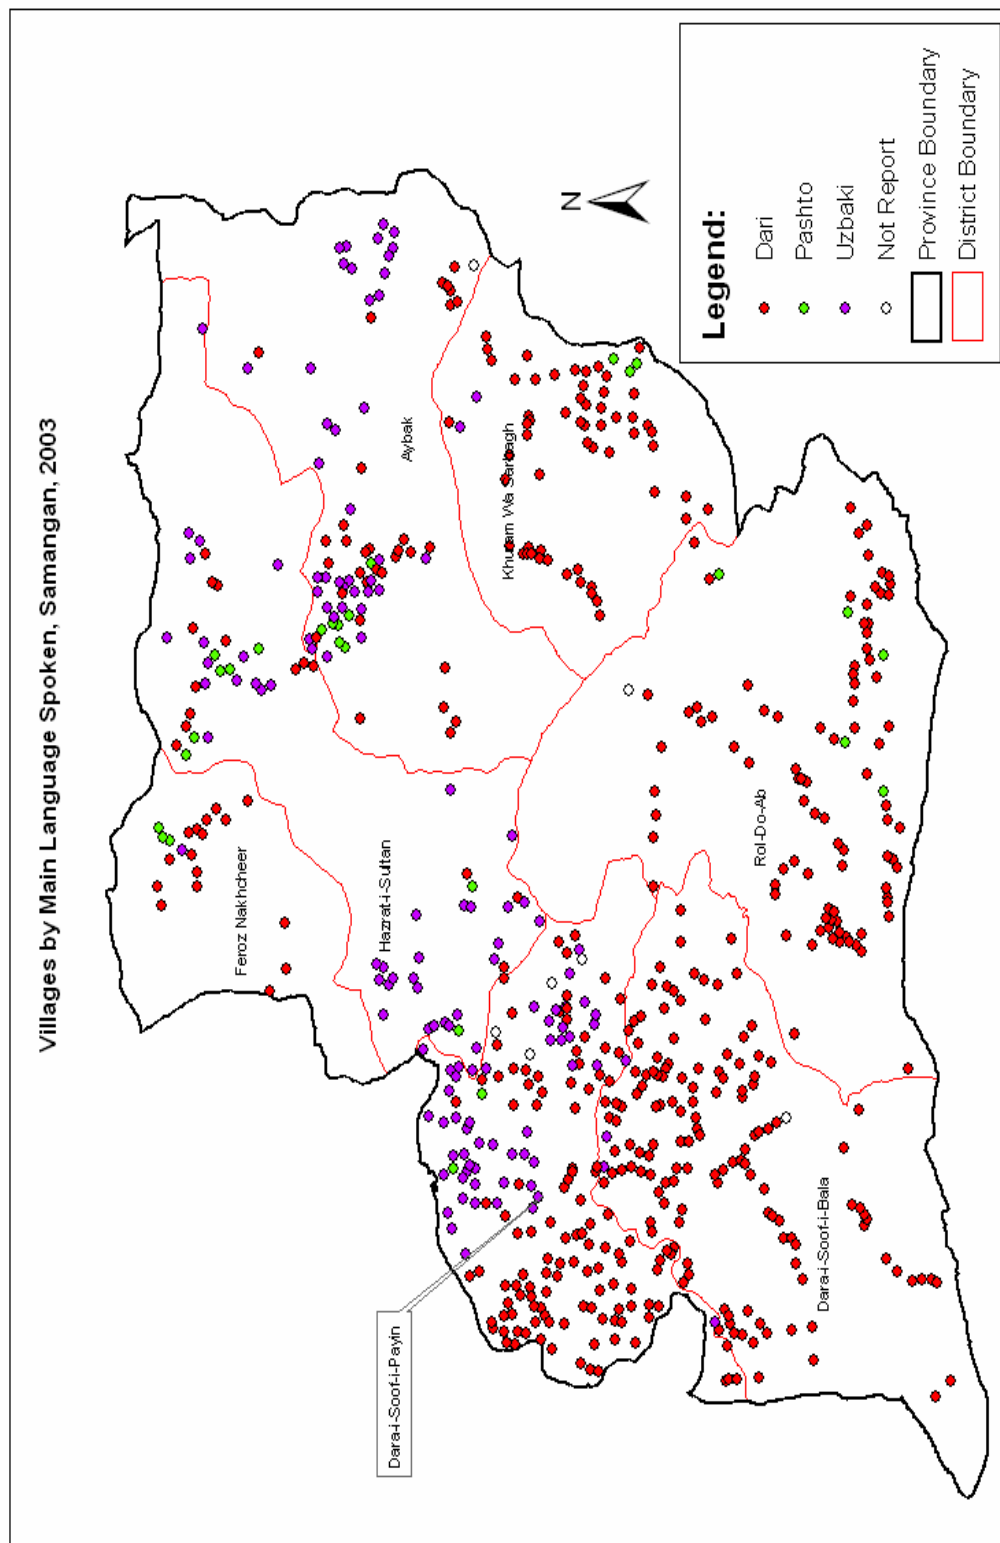 Villages by Main Language Spoken, Samangan, 2003
Feroz Nakhcheer
Hazrat-i-Sultan
Aybak
Khuram Wa Sarbagh
Rol-Do-Ab
Dara-i-Soof-i-Payin
Dara-i-Soof-i-Bala
N
Legend:
Dari
Pashto
Uzbaki
Not Report
Province Boundary
District Boundary